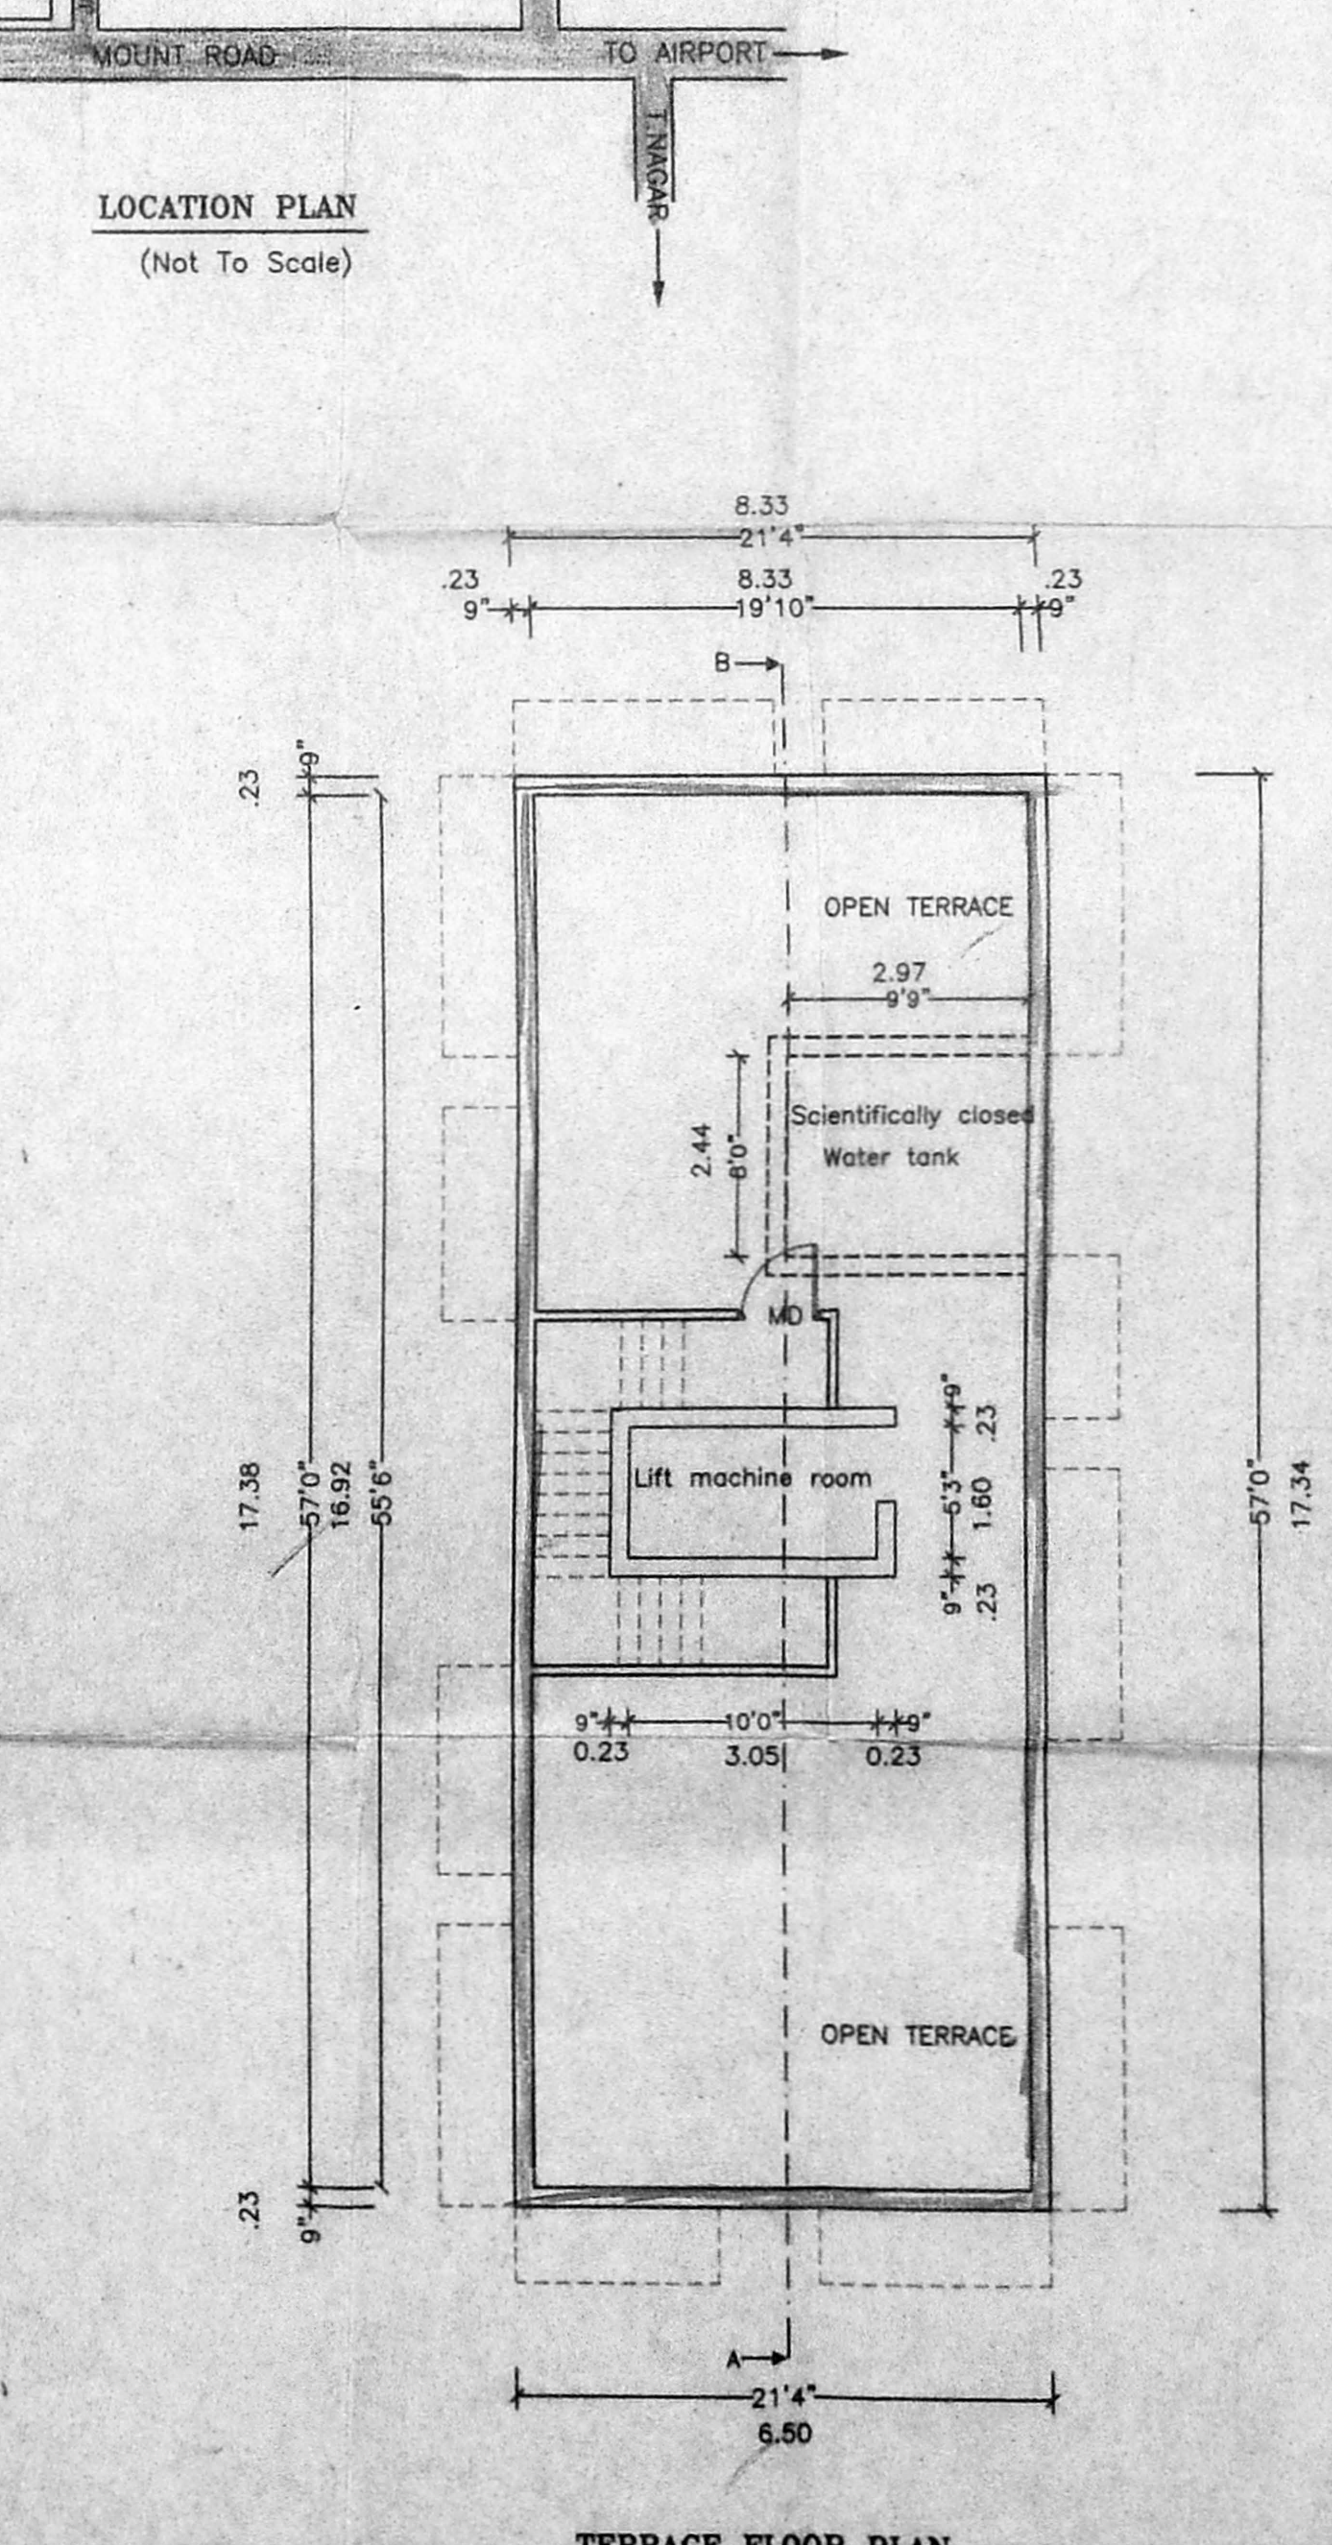 MOUNT ROAD
TO AIRPORT
T.NAGAR
LOCATION PLAN
(Not To Scale)
8.33
21'4"
.23
8.33
.23
9"
19'10"
9"
B
.23
9"
OPEN TERRACE
2.97
9'9"
Scientifically closed
Water tank
2.44
8'0"
MD
9"
.23
Lift machine room
5'3"
1.60
9"
.23
17.38
57'0"
16.92
55'6"
57'0"
17.34
9"
10'0"
9"
0.23
3.05
0.23
OPEN TERRACE
.23
9"
A
21'4"
6.50
TERRACE FLOOR PLAN